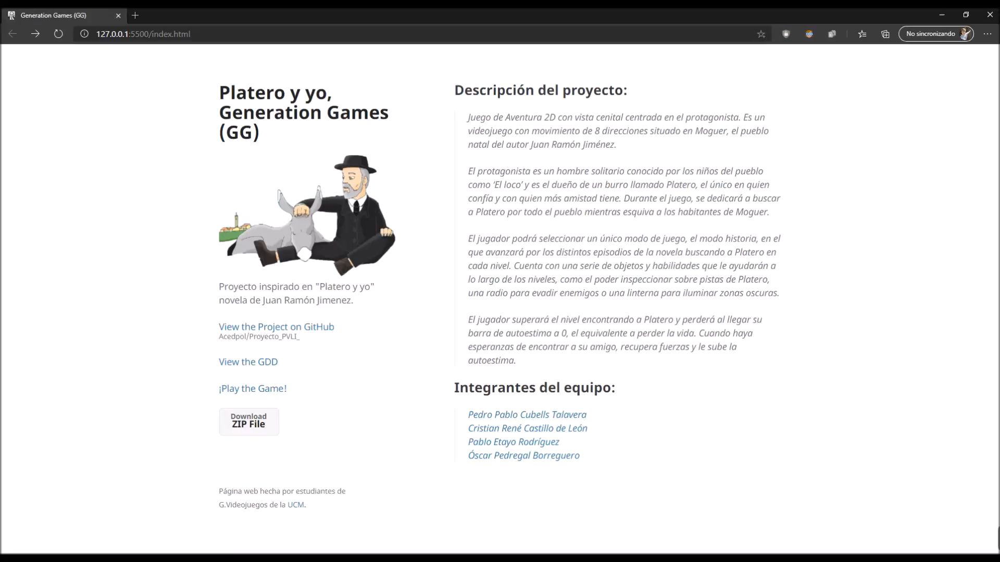 Generation Games (GG)
127.0.0.1:5500/index.html
No sincronizando
Platero y yo,
Generation Games
(GG)
Proyecto inspirado en "Platero y yo"
novela de Juan Ramón Jimenez.
View the Project on GitHub
Acedpol/Proyecto_PVLI_
View the GDD
¡Play the Game!
Download
ZIP File
Página web hecha por estudiantes de
G.Videojuegos de la UCM.
Descripción del proyecto:
Juego de Aventura 2D con vista cenital centrada en el protagonista. Es un
videojuego con movimiento de 8 direcciones situado en Moguer, el pueblo
natal del autor Juan Ramón Jiménez.
El protagonista es un hombre solitario conocido por los niños del pueblo
como ‘El loco’ y es el dueño de un burro llamado Platero, el único en quien
confía y con quien más amistad tiene. Durante el juego, se dedicará a buscar
a Platero por todo el pueblo mientras esquiva a los habitantes de Moguer.
El jugador podrá seleccionar un único modo de juego, el modo historia, en el
que avanzará por los distintos episodios de la novela buscando a Platero en
cada nivel. Cuenta con una serie de objetos y habilidades que le ayudarán a
lo largo de los niveles, como el poder inspeccionar sobre pistas de Platero,
una radio para evadir enemigos o una linterna para iluminar zonas oscuras.
El jugador superará el nivel encontrando a Platero y perderá al llegar su
barra de autoestima a 0, el equivalente a perder la vida. Cuando haya
esperanzas de encontrar a su amigo, recupera fuerzas y le sube la
autoestima.
Integrantes del equipo:
Pedro Pablo Cubells Talavera
Cristian René Castillo de León
Pablo Etayo Rodríguez
Óscar Pedregal Borreguero